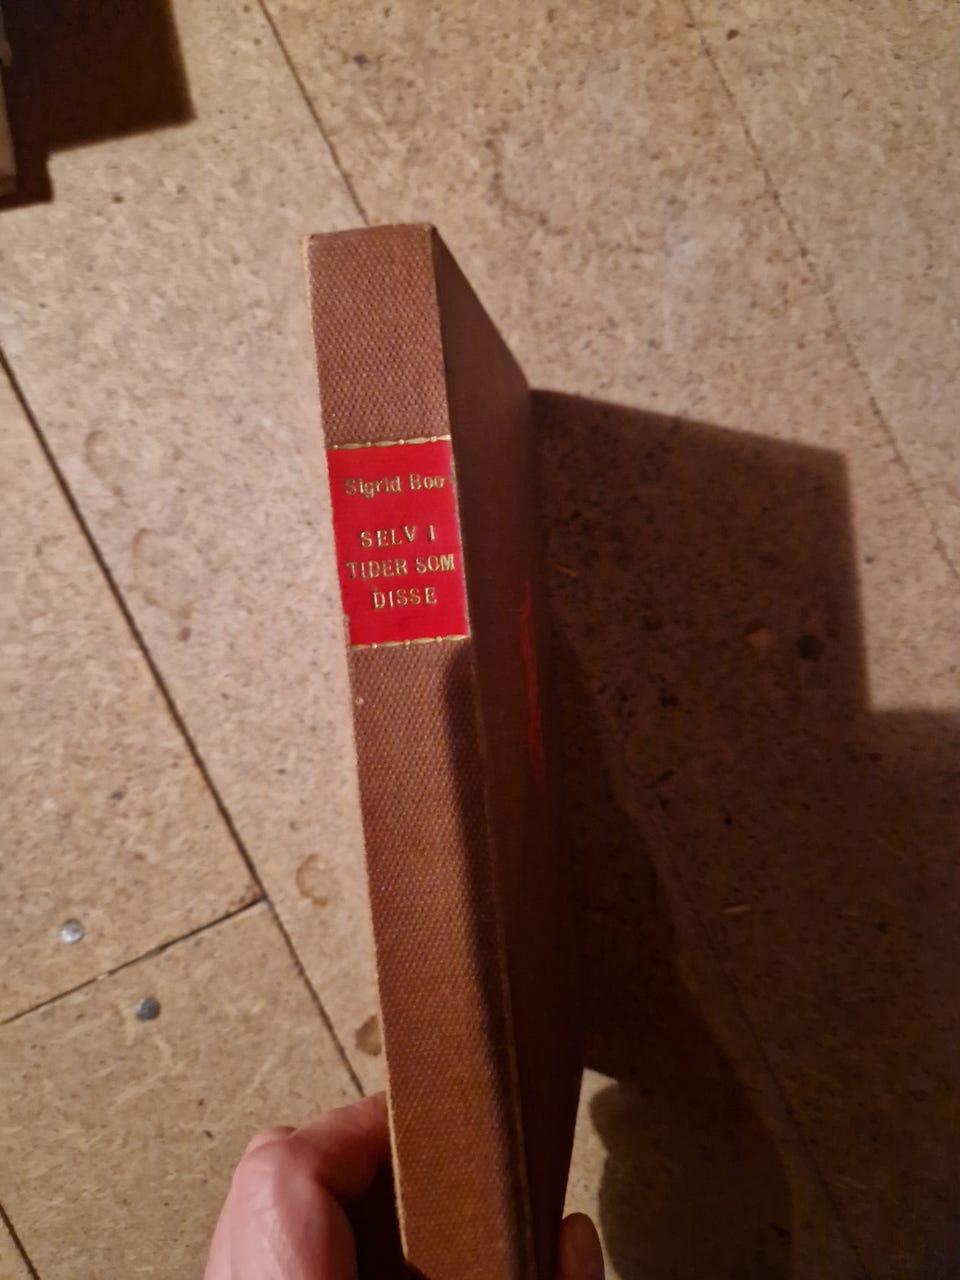 Sigrid Boo
SELV I
TIDER SOM
DISSE